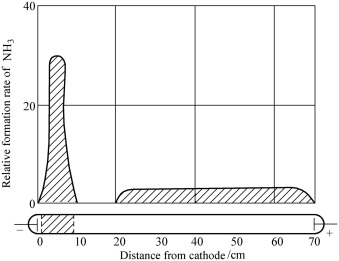 Relative formation rate of NH3
40
20
0
− +
0 10 20 30 40 50 60 70
Distance from cathode/cm